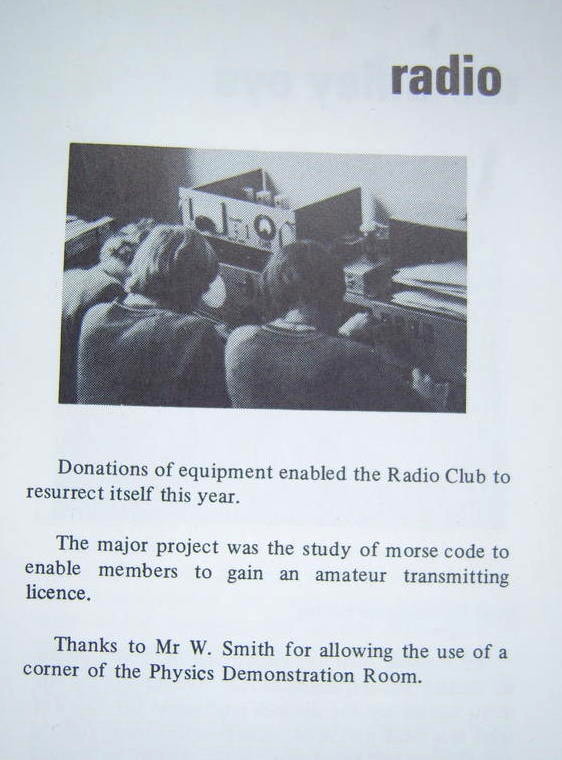 radio
Donations of equipment enabled the Radio Club to
resurrect itself this year.
The major project was the study of morse code to
enable members to gain an amateur transmitting
licence.
Thanks to Mr W. Smith for allowing the use of a
corner of the Physics Demonstration Room.